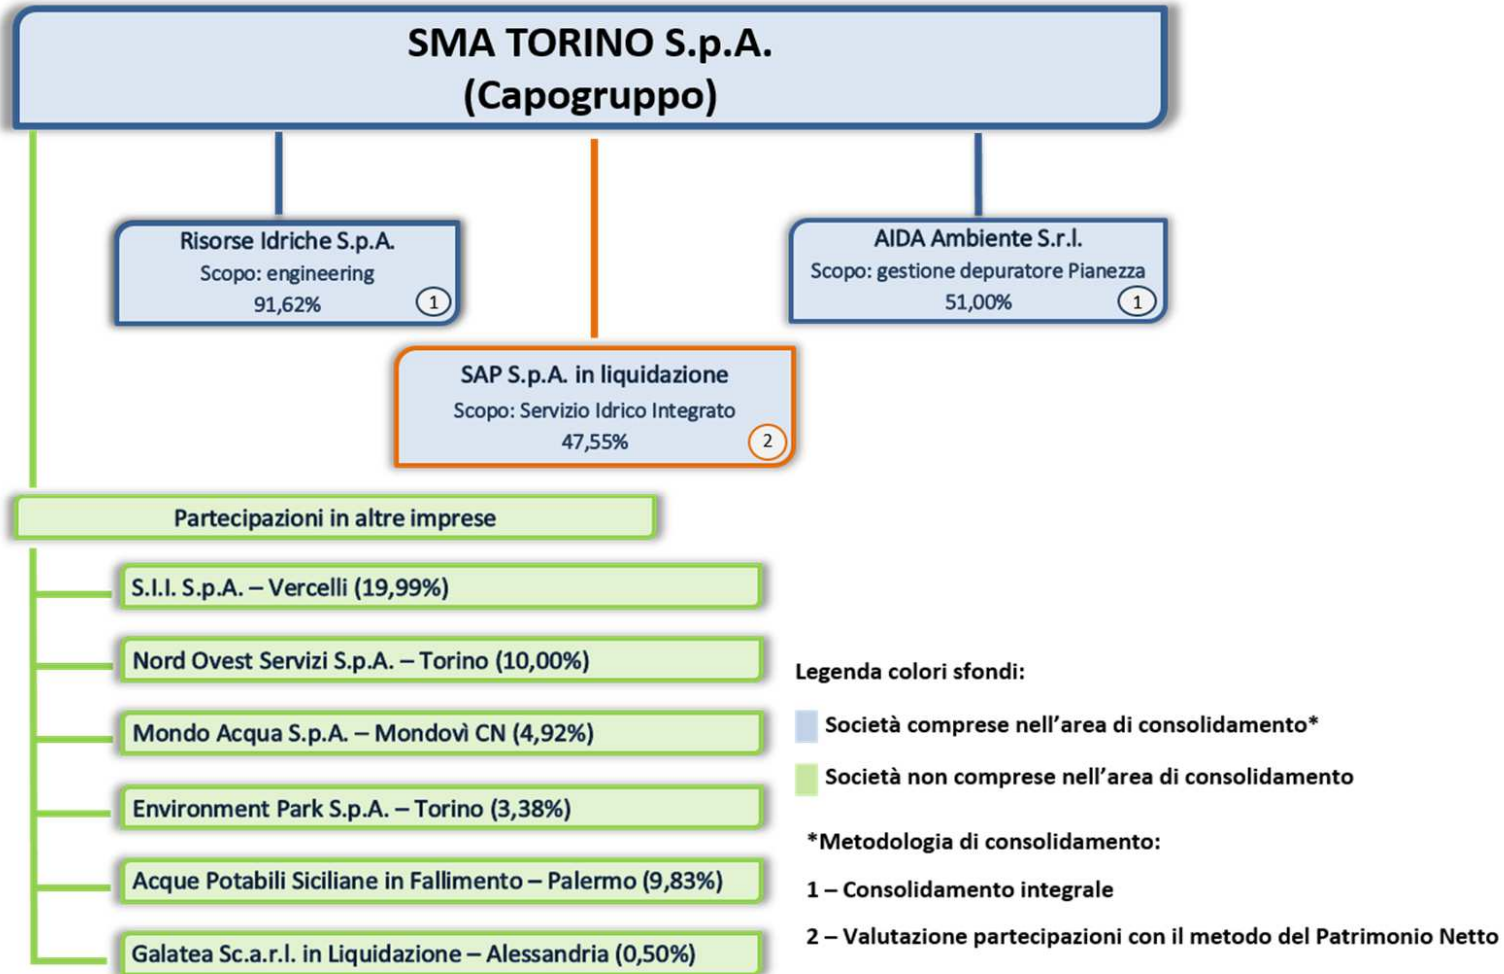 SMA TORINO S.p.A.
(Capogruppo)
Risorse Idriche S.p.A.
Scopo: engineering
91,62%
1
AIDA Ambiente S.r.l.
Scopo: gestione depuratore Pianezza
51,00%
1
SAP S.p.A. in liquidazione
Scopo: Servizio Idrico Integrato
47,55%
2
Partecipazioni in altre imprese
S.I.I. S.p.A. – Vercelli (19,99%)
Nord Ovest Servizi S.p.A. – Torino (10,00%)
Mondo Acqua S.p.A. – Mondovì CN (4,92%)
Environment Park S.p.A. – Torino (3,38%)
Acque Potabili Siciliane in Fallimento – Palermo (9,83%)
Galatea Sc.a.r.l. in Liquidazione – Alessandria (0,50%)
Legenda colori sfondi:
Società comprese nell'area di consolidamento*
Società non comprese nell'area di consolidamento
*Metodologia di consolidamento:
1 – Consolidamento integrale
2 – Valutazione partecipazioni con il metodo del Patrimonio Netto